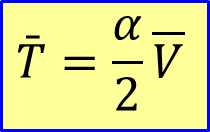 T̄ = α/2 V̄